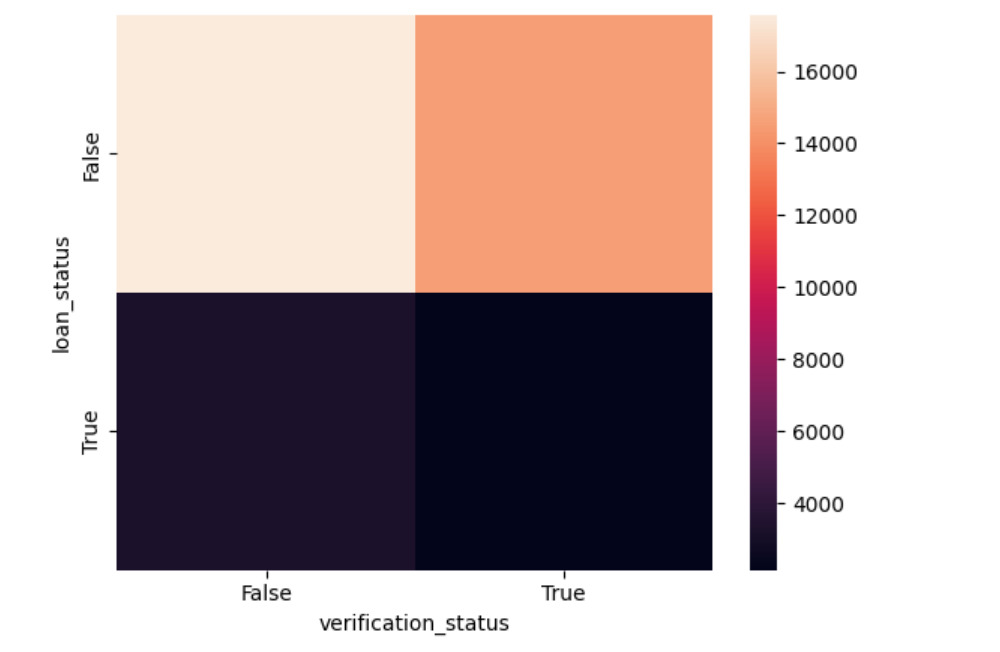 loan_status
False
True
False True
verification_status
16000
14000
12000
10000
8000
6000
4000